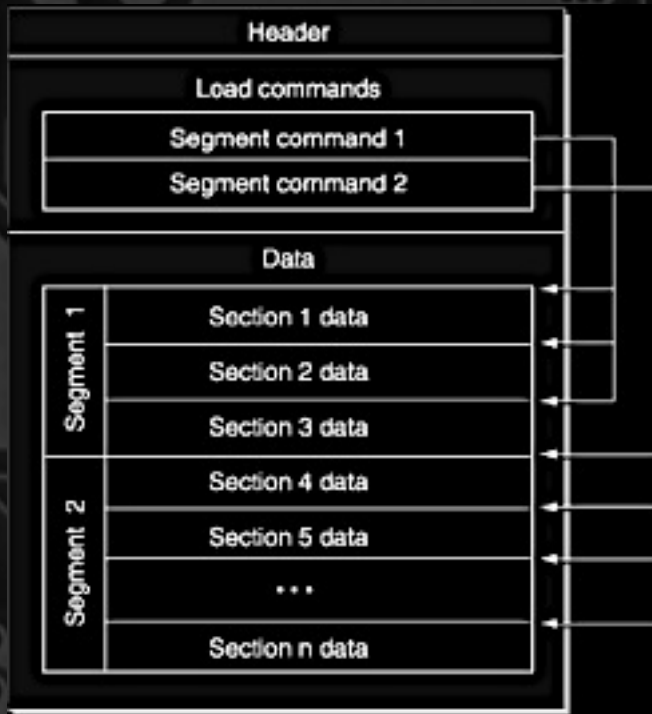 Header
Load commands
Segment command 1
Segment command 2
Data
Segment 1
Section 1 data
Section 2 data
Section 3 data
Segment 2
Section 4 data
Section 5 data
...
Section n data